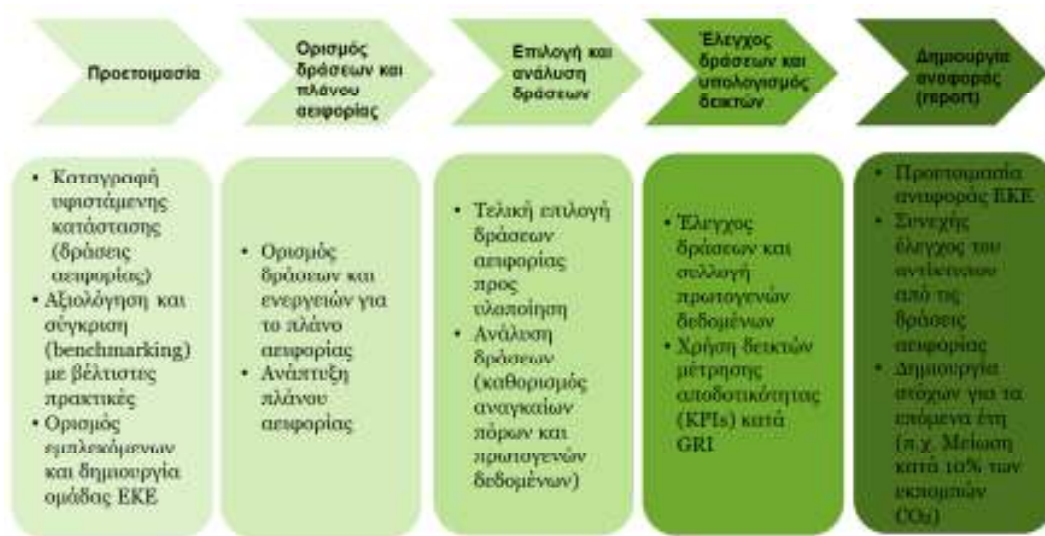 Προετοιμασία
Ορισμός
δράσεων και
πλάνου
αειφορίας
Επιλογή και
ανάλυση
δράσεων
Έλεγχος
δράσεων και
υπολογισμός
δεικτών
Δημιουργία
αναφοράς
(report)
• Καταγραφή
υφιστάμενης
κατάστασης
(δράσεις
αειφορίας)
• Αξιολόγηση και
σύγκριση
(benchmarking)
με βέλτιστες
πρακτικές
• Ορισμός
εμπλεκόμενων
και δημιουργία
ομάδας ΕΚΕ
• Ορισμός
δράσεων και
ενεργειών για
το πλάνο
αειφορίας
• Ανάπτυξη
πλάνου
αειφορίας
• Τελική επιλογή
δράσεων
αειφορίας
προς
υλοποίηση
• Ανάλυση
δράσεων
(καθορισμός
αναγκαίων
πόρων και
πρωτογενών
δεδομένων)
• Έλεγχος
δράσεων και
συλλογή
πρωτογενών
δεδομένων
• Χρήση δεικτών
μέτρησης
αποδοτικότητας
(KPIs) κατά
GRI
• Προετοιμασία
αναφοράς ΕΚΕ
• Συνεχής
έλεγχος του
αντίκτυπου
από τις
δράσεις
αειφορίας
• Δημιουργία
στόχων για τα
επόμενα έτη
(π.χ. Μείωση
κατά 10% των
εκπομπών
CO₂)